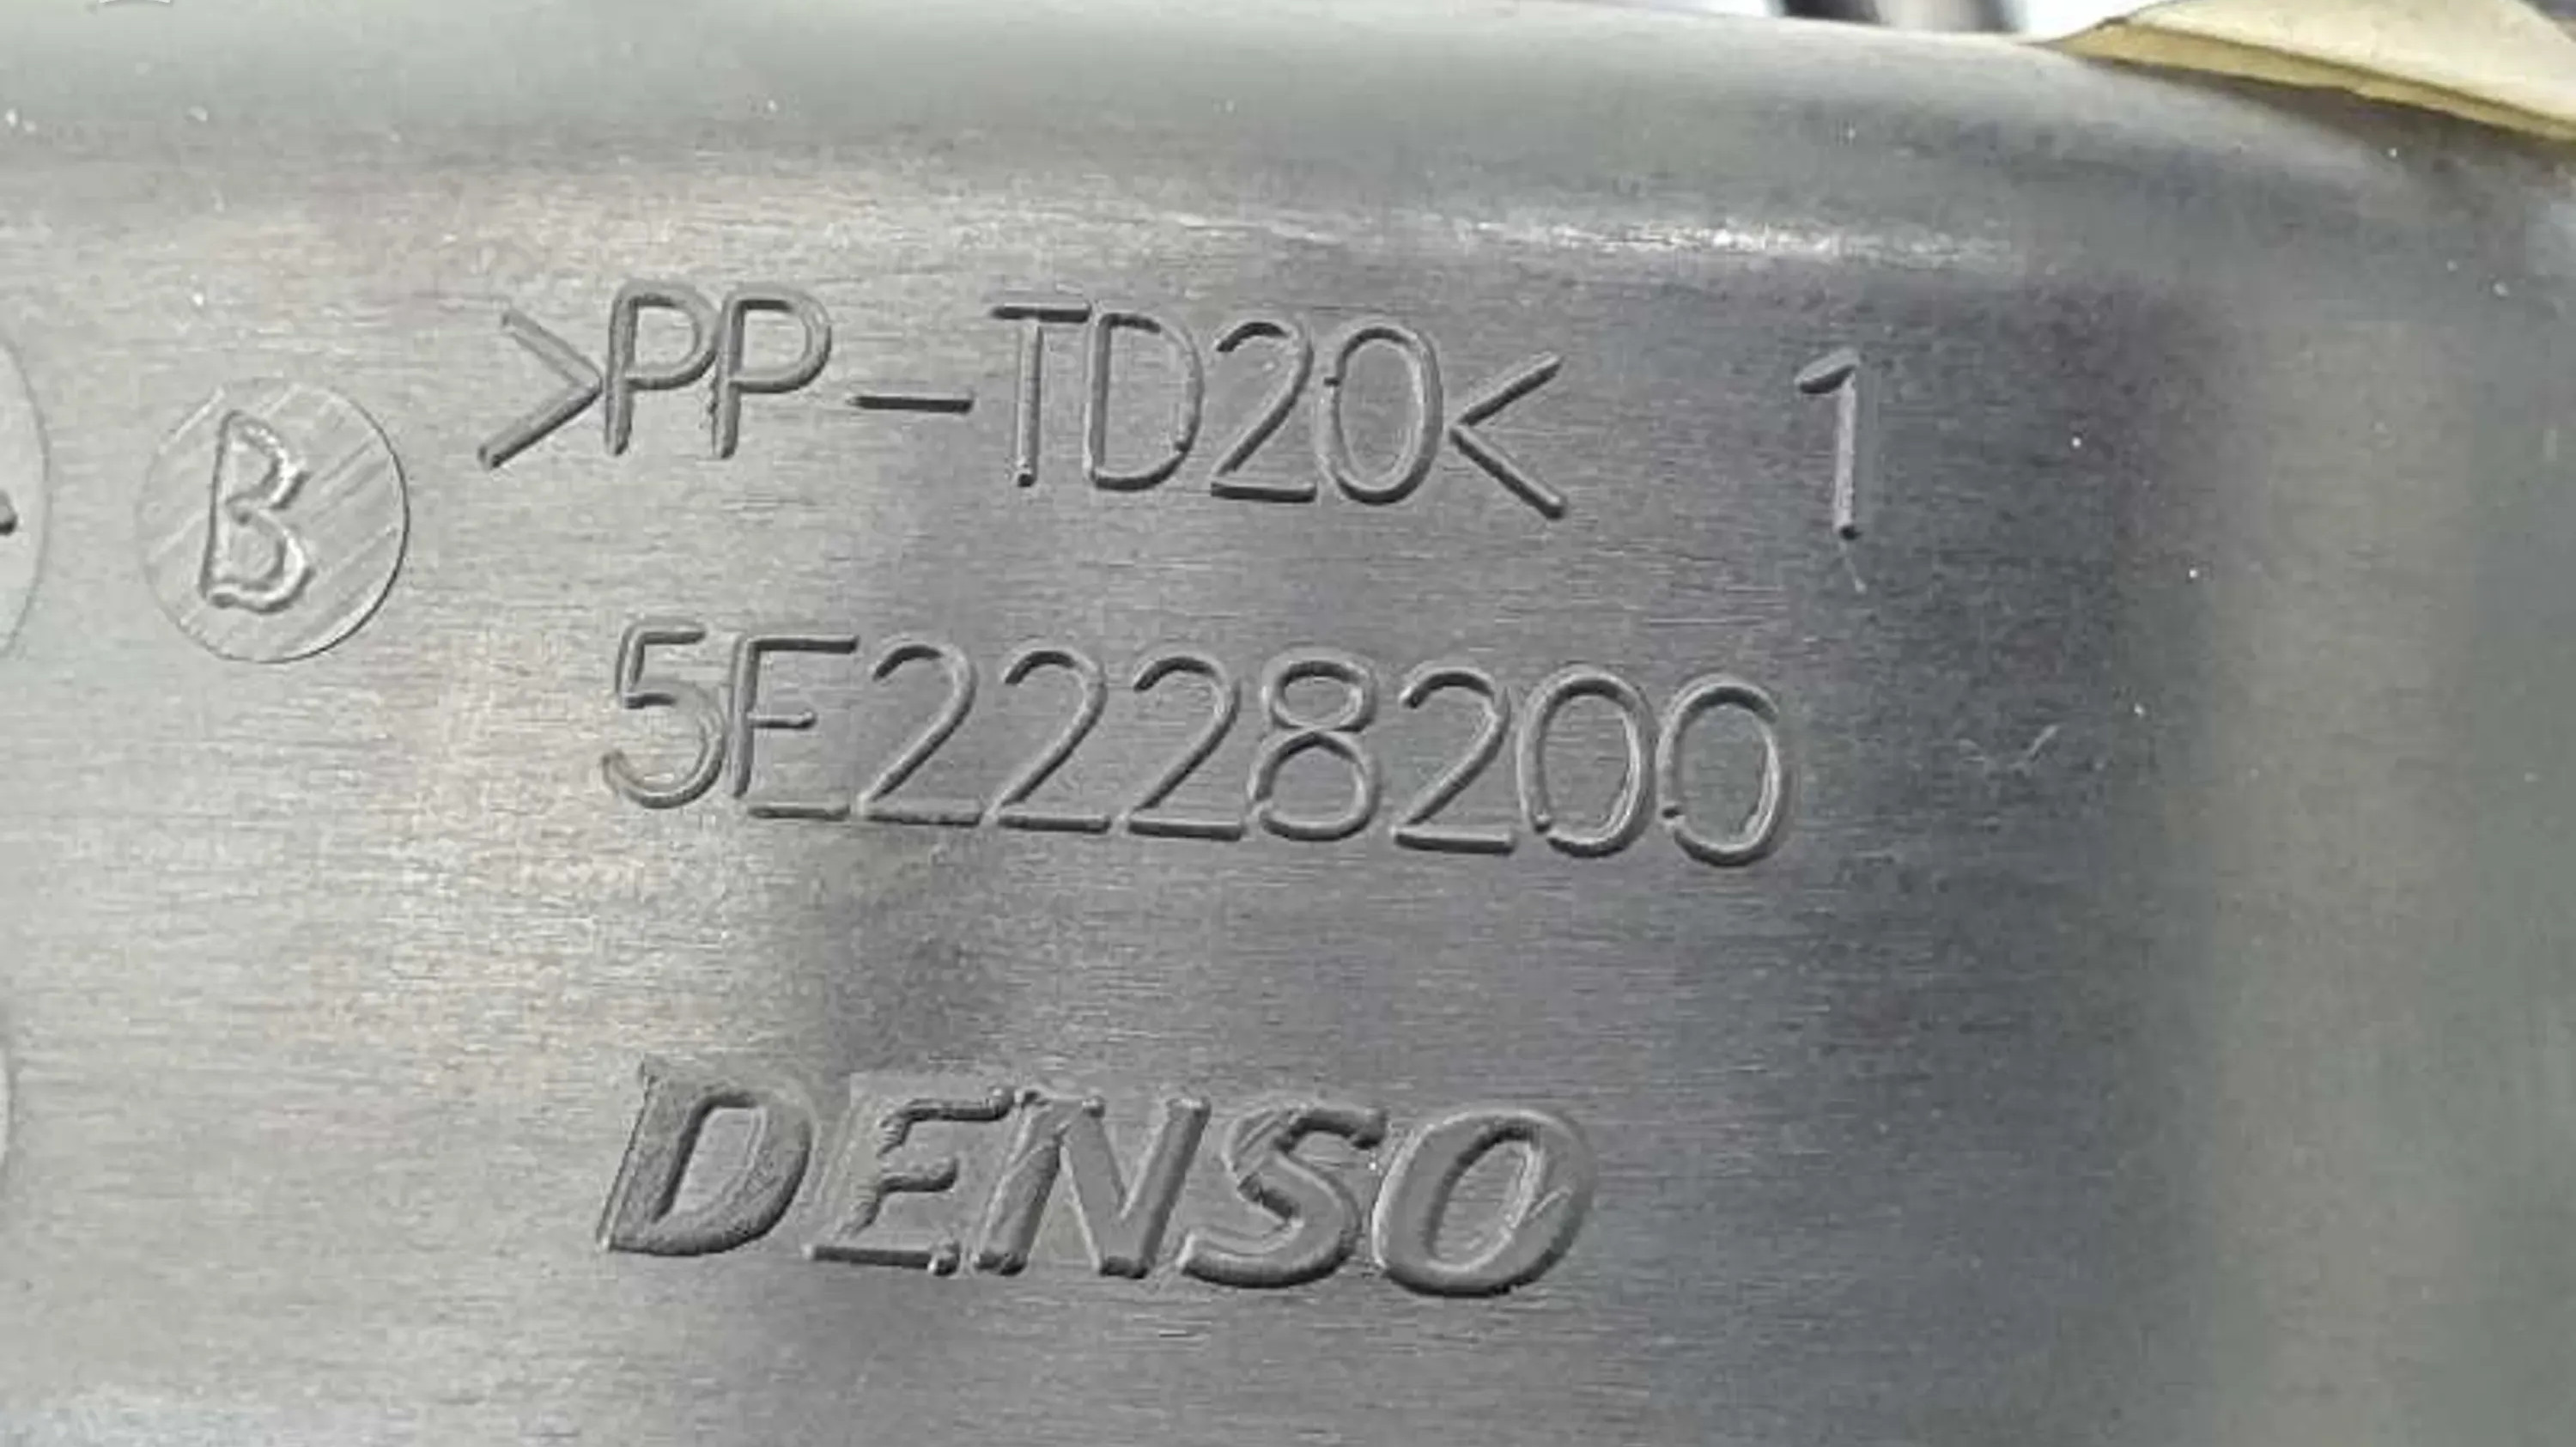 >PP-TD20< 1
B
5E2228200
DENSO